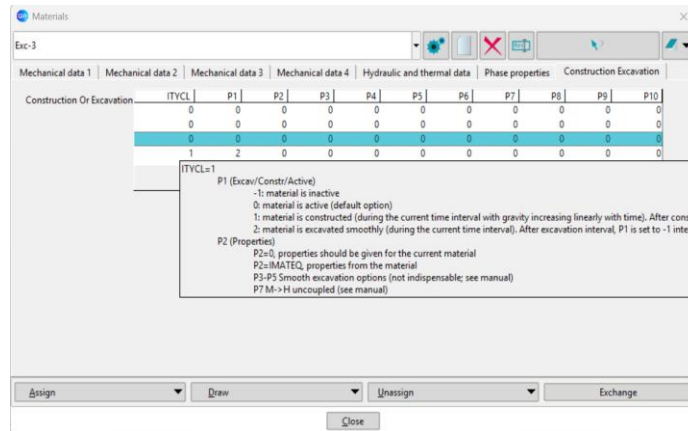 Materials
Exc-3
Mechanical data 1 Mechanical data 2 Mechanical data 3 Mechanical data 4 Hydraulic and thermal data Phase properties Construction Excavation
Construction Or Excavation ITYCL P1 P2 P3 P4 P5 P6 P7 P8 P9 P10
0 0 0 0 0 0 0 0 0 0 0
0 0 0 0 0 0 0 0 0 0 0
0 0 0 0 0 0 0 0 0 0 0
1 2 0 0 0 0 0 0 0 0 0
ITYCL=1
P1 (Excav/Constr/Active)
-1: material is inactive
0: material is active (default option)
1: material is constructed (during the current time interval with gravity increasing linearly with time). After cons
2: material is excavated smoothly (during the current time interval). After excavation interval, P1 is set to -1 inte
P2 (Properties)
P2=0, properties should be given for the current material
P2=IMATEQ, properties from the material
P3-P5 Smooth excavation options (not indispensable; see manual)
P7 M->H uncoupled (see manual)
Assign Draw Unassign Exchange
Close